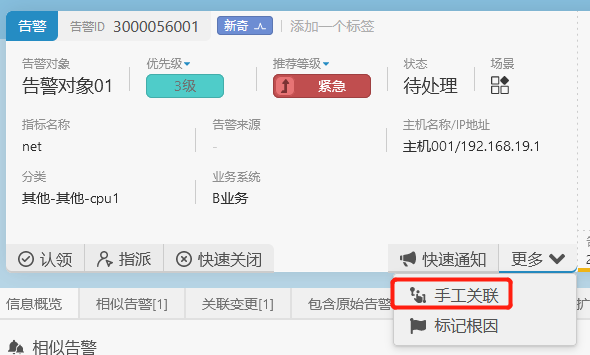 告警 告警ID 3000056001 新奇 添加一个标签
告警对象 优先级 推荐等级 状态 场景
告警对象01 3级 紧急 待处理
指标名称 告警来源 主机名称/IP地址
net - 主机001/192.168.19.1
分类 业务系统
其他-其他-cpu1 B业务
认领 指派 快速关闭 快速通知 更多
手工关联
信息概览 相似告警[1] 关联变更[1] 包含原始告警
标记根因
相似告警